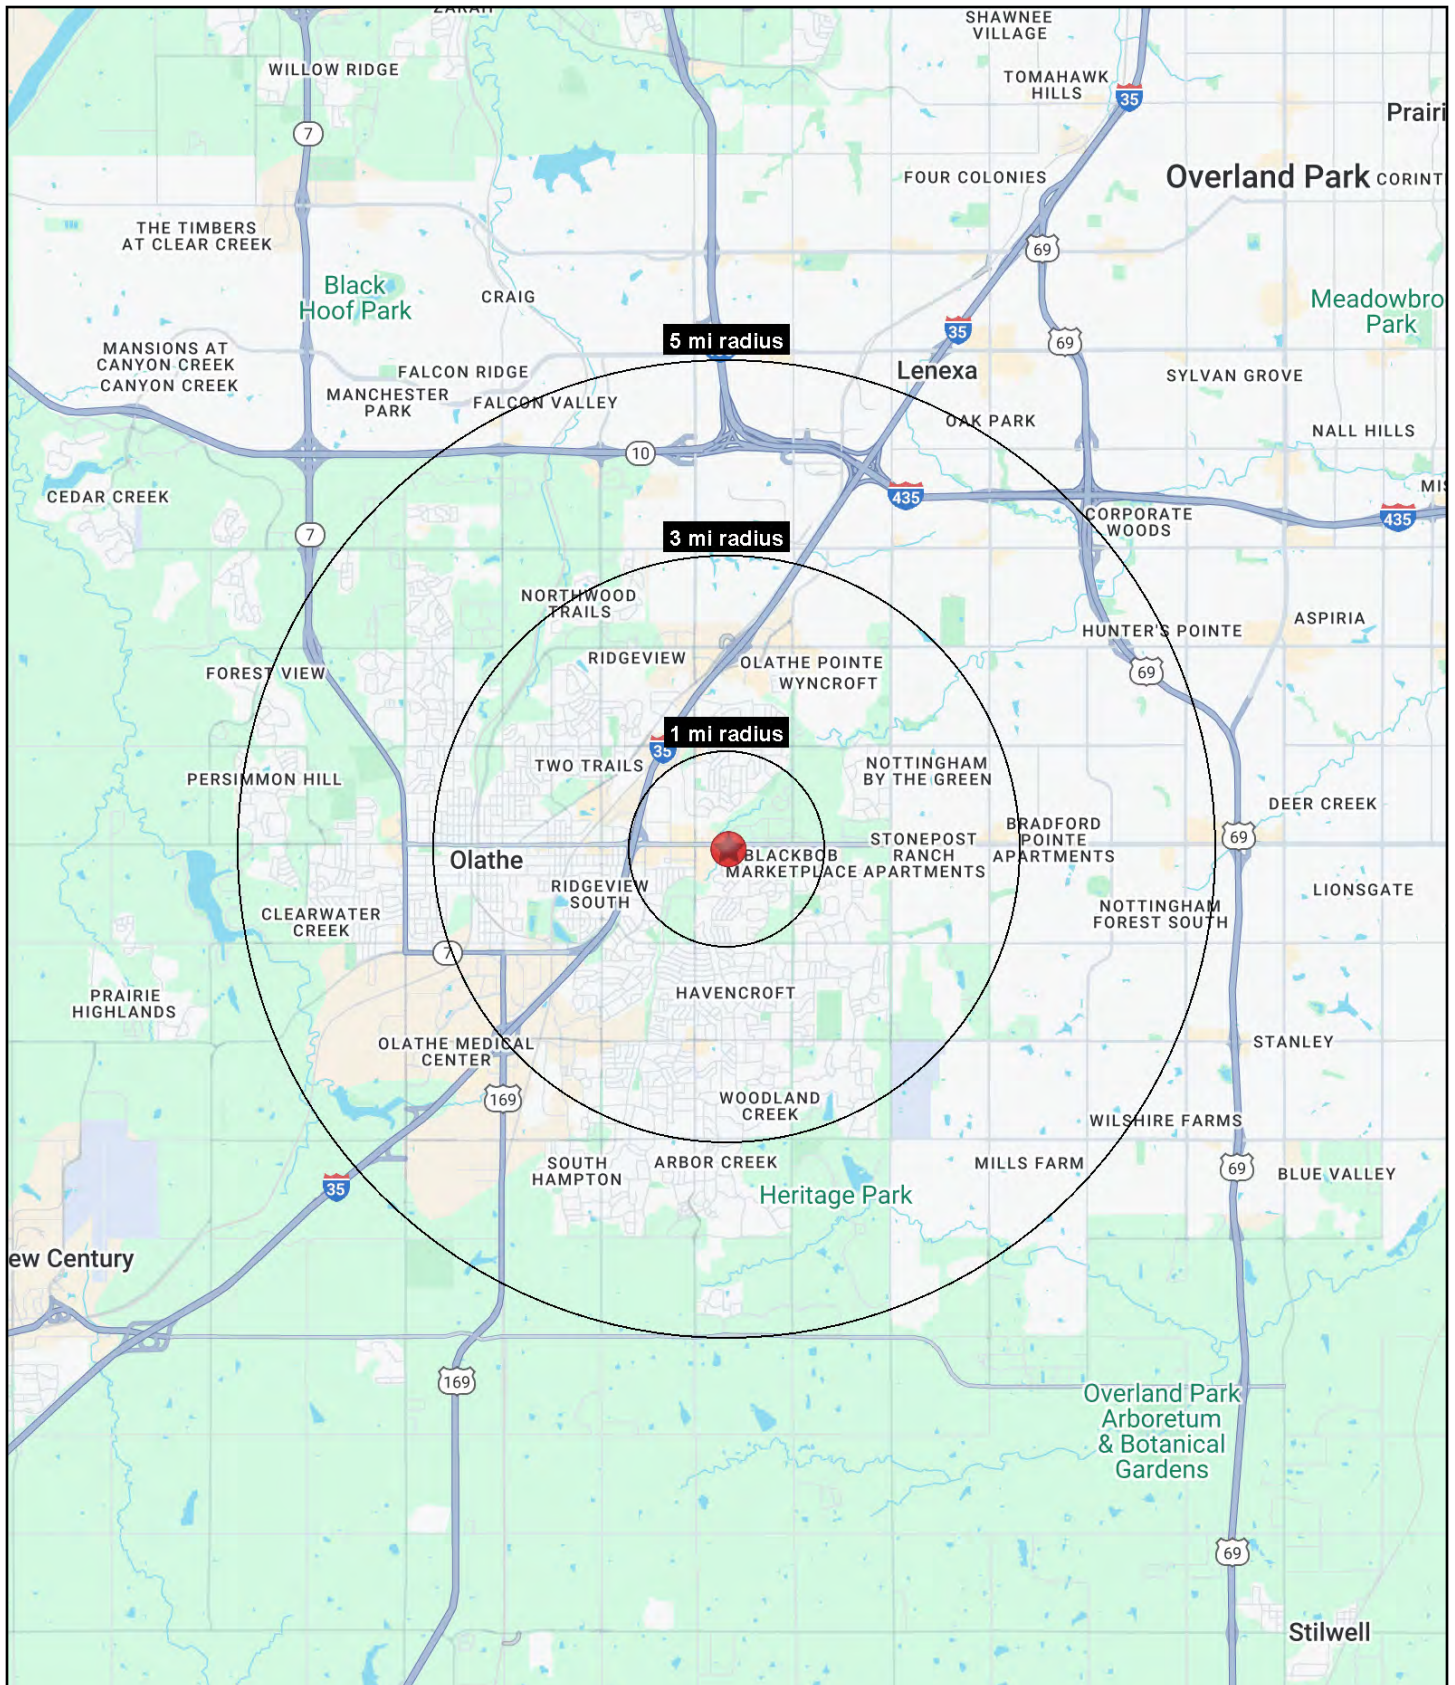 ZARAH
SHAWNEE
VILLAGE
WILLOW RIDGE
TOMAHAWK
HILLS
35
Prairi
7
FOUR COLONIES
Overland Park
CORINT
THE TIMBERS
AT CLEAR CREEK
69
Black
Hoof Park
CRAIG
Meadowbro
Park
35
5 mi radius
69
MANSIONS AT
CANYON CREEK
CANYON CREEK
FALCON RIDGE
Lenexa
SYLVAN GROVE
MANCHESTER
PARK
FALCON VALLEY
OAK PARK
NALL HILLS
10
CEDAR CREEK
435
MIS
435
CORPORATE
WOODS
7
3 mi radius
NORTHWOOD
TRAILS
ASPIRIA
HUNTER'S POINTE
RIDGEVIEW
OLATHE POINTE
WYNCROFT
FOREST VIEW
69
1 mi radius
35
TWO TRAILS
NOTTINGHAM
BY THE GREEN
PERSIMMON HILL
DEER CREEK
BRADFORD
POINTE
APARTMENTS
69
STONEPOST
RANCH
APARTMENTS
Olathe
BLACKBOB
MARKETPLACE
RIDGEVIEW
SOUTH
LIONSGATE
CLEARWATER
CREEK
NOTTINGHAM
FOREST SOUTH
7
HAVENCROFT
PRAIRIE
HIGHLANDS
OLATHE MEDICAL
CENTER
STANLEY
169
WOODLAND
CREEK
WILSHIRE FARMS
SOUTH
HAMPTON
ARBOR CREEK
MILLS FARM
69
BLUE VALLEY
35
Heritage Park
ew Century
169
Overland Park
Arboretum
& Botanical
Gardens
69
Stilwell